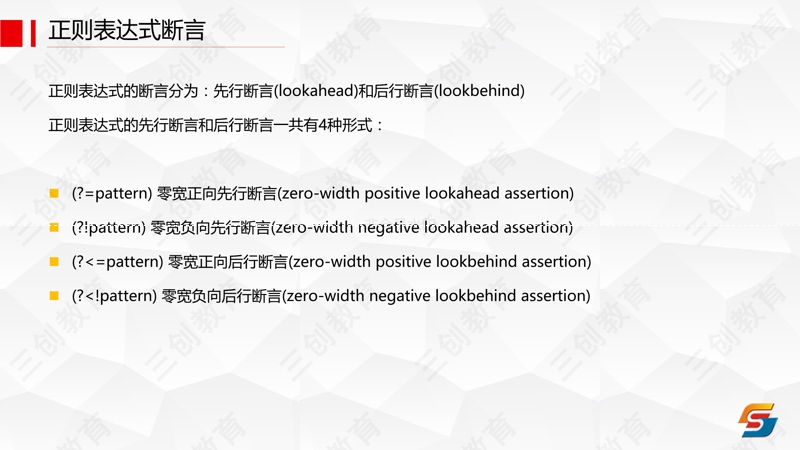 正则表达式断言
正则表达式的断言分为：先行断言(lookahead)和后行断言(lookbehind)
正则表达式的先行断言和后行断言一共有4种形式：
(?=pattern) 零宽正向先行断言(zero-width positive lookahead assertion)
(?!pattern) 零宽负向先行断言(zero-width negative lookahead assertion)
(?<=pattern) 零宽正向后行断言(zero-width positive lookbehind assertion)
(?<!pattern) 零宽负向后行断言(zero-width negative lookbehind assertion)
三创教育